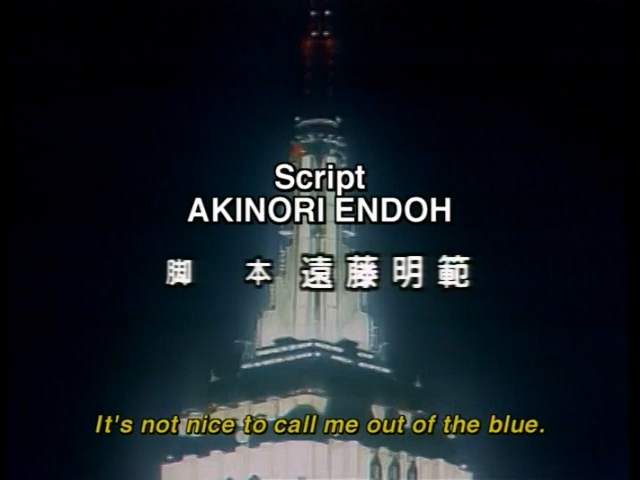 Script
AKINORI ENDOH
脚 本 遠藤明範
It's not nice to call me out of the blue.